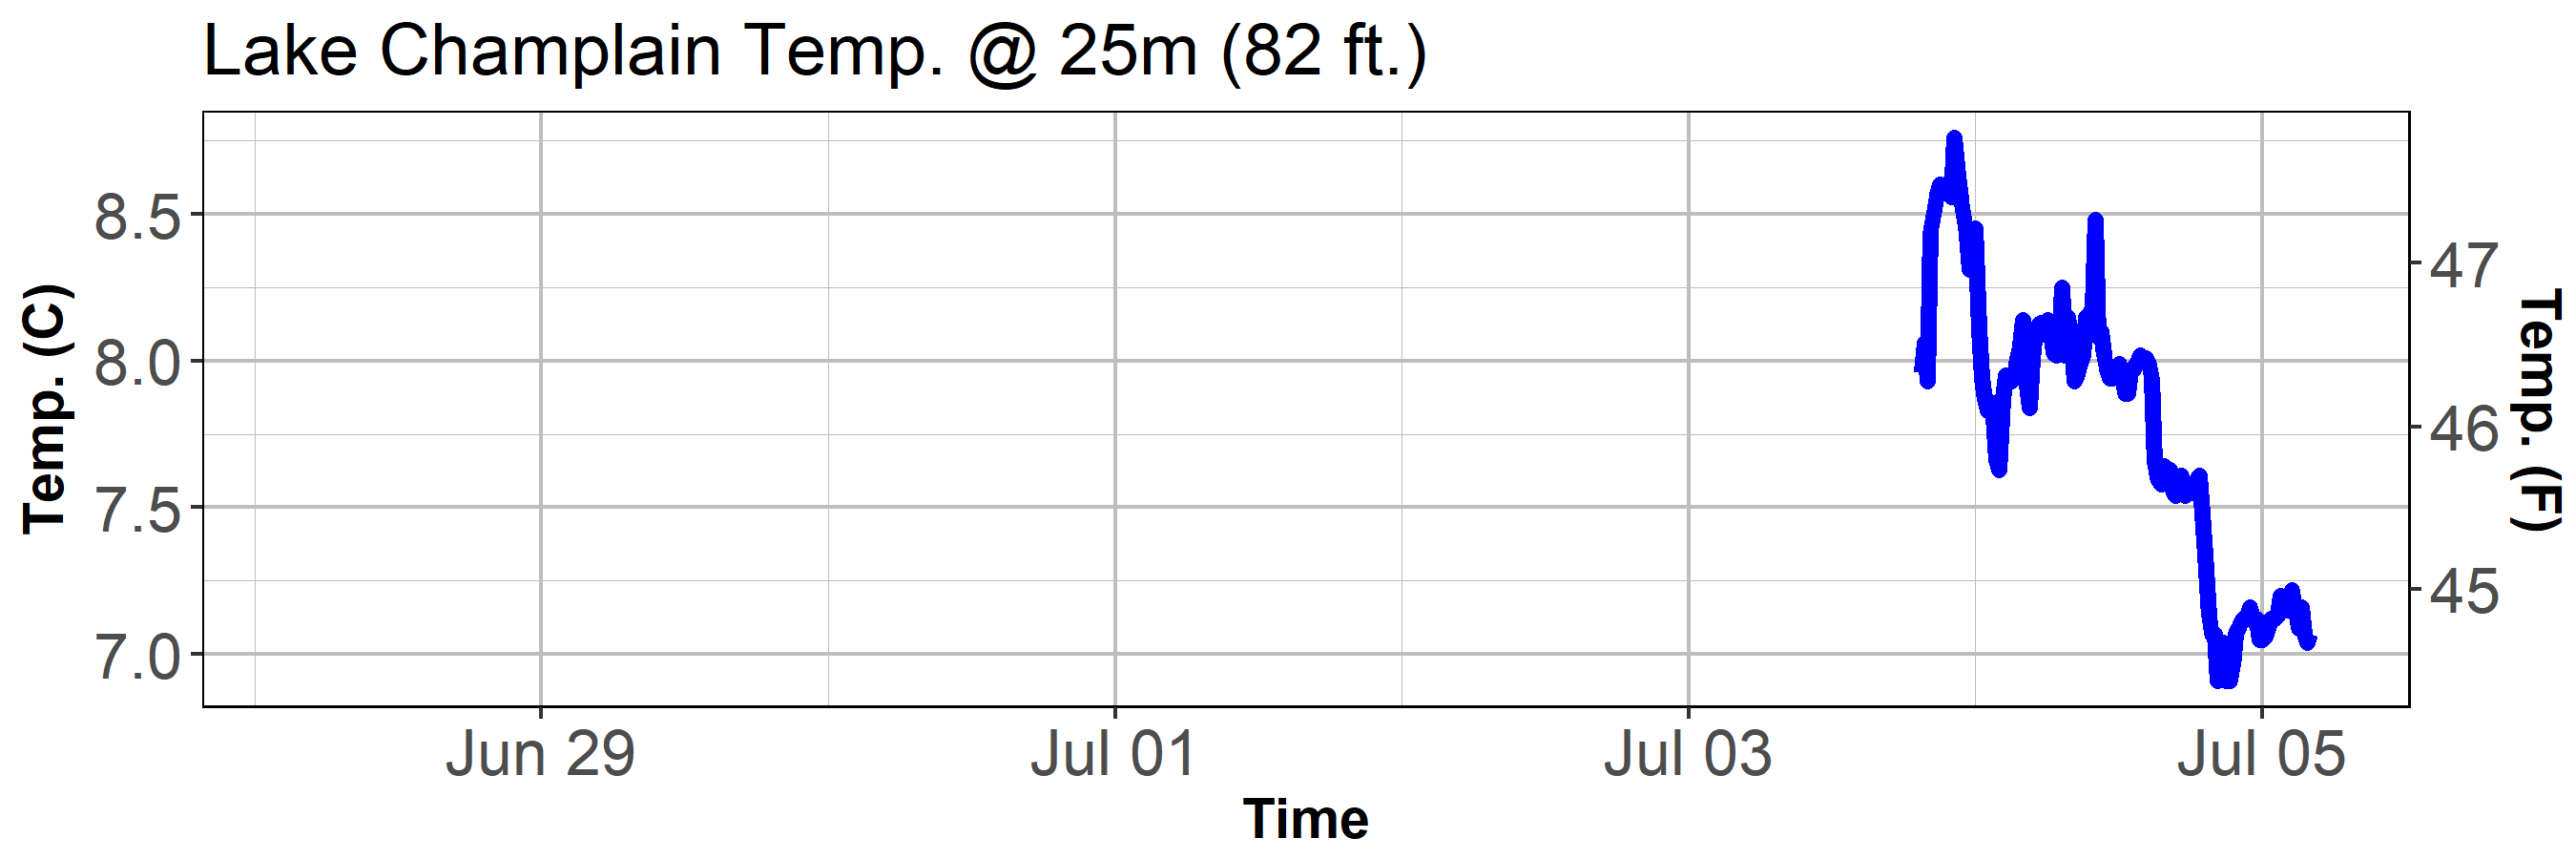 Lake Champlain Temp. @ 25m (82 ft.)
Temp. (C)
8.5
8.0
7.5
7.0
47
46
45
Temp. (F)
Jun 29
Jul 01
Jul 03
Jul 05
Time